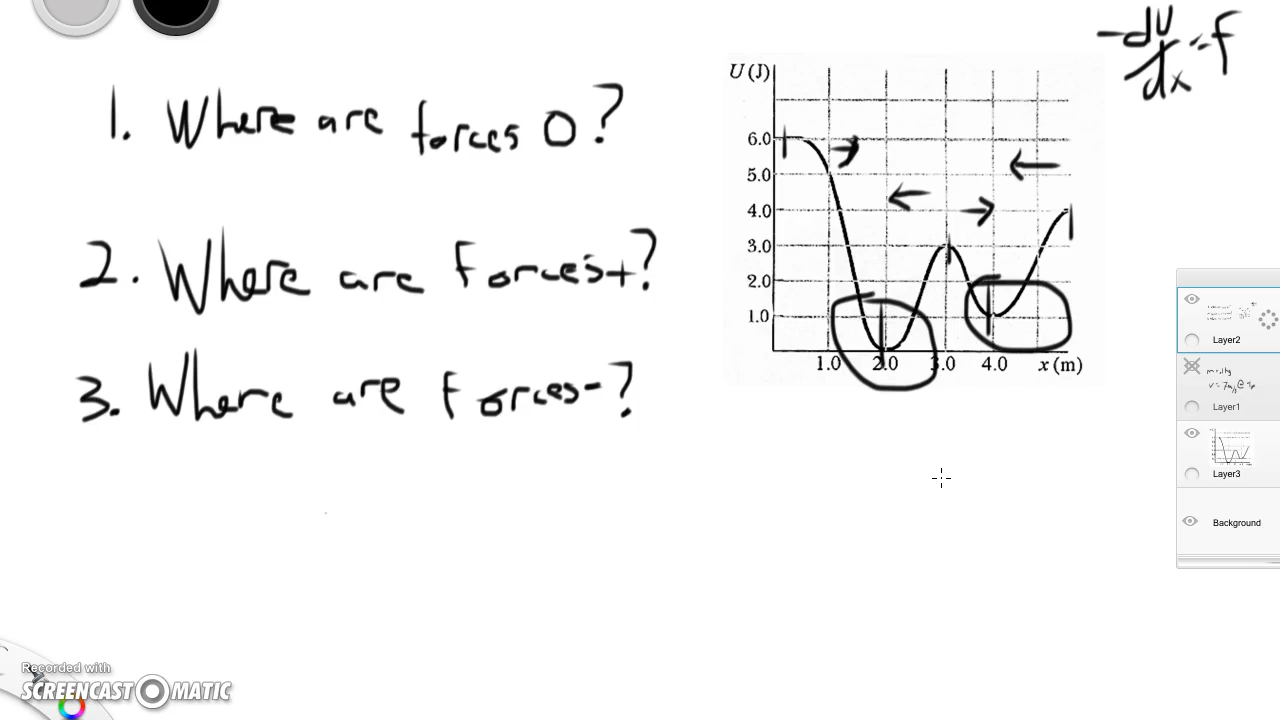 -dU/dx = F
1. Where are forces 0?
2. Where are forces +?
3. Where are forces -?
U (J)
6.0
5.0
4.0
3.0
2.0
1.0
1.0 2.0 3.0 4.0 x (m)
Layer2
Layer1
Layer3
Background
Recorded with
SCREENCAST O MATIC